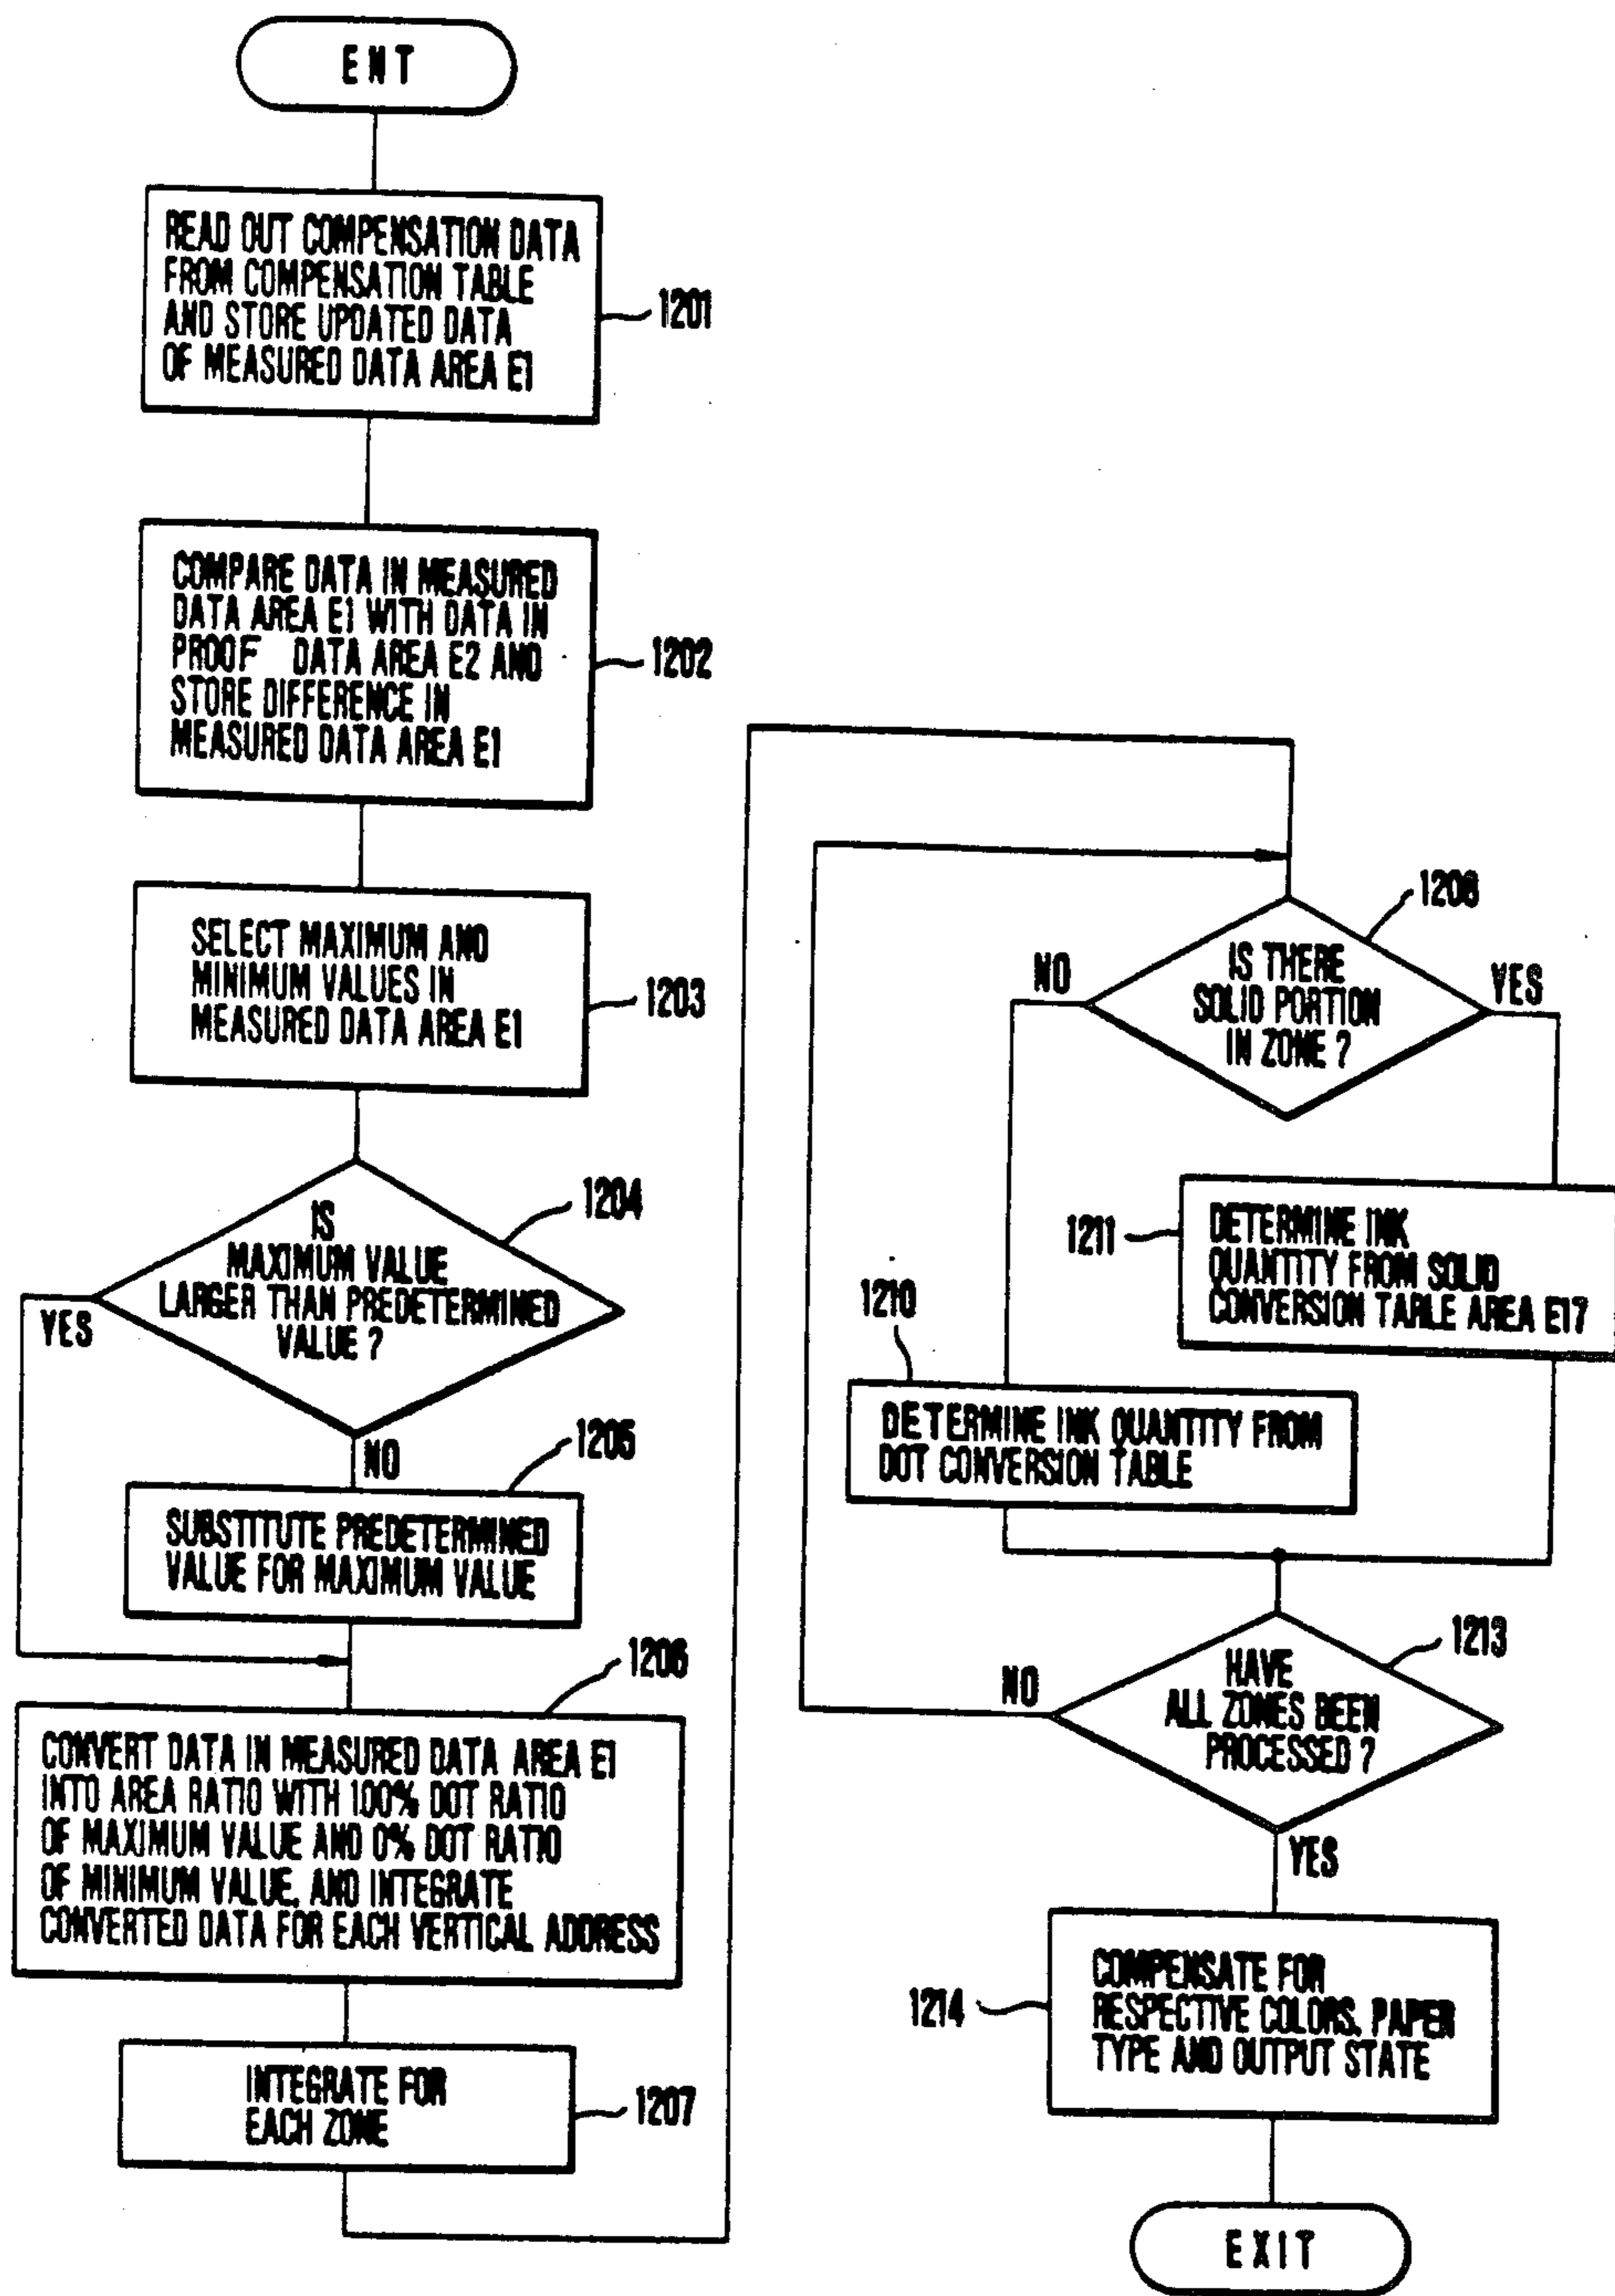 ENT
READ OUT COMPENSATION DATA
FROM COMPENSATION TABLE
AND STORE UPDATED DATA
OF MEASURED DATA AREA E1
1201
COMPARE DATA IN MEASURED
DATA AREA E1 WITH DATA IN
PROOF DATA AREA E2 AND
STORE DIFFERENCE IN
MEASURED DATA AREA E1
1202
SELECT MAXIMUM AND
MINIMUM VALUES IN
MEASURED DATA AREA E1
1203
IS
MAXIMUM VALUE
LARGER THAN PREDETERMINED
VALUE ?
1204
YES
NO
1205
SUBSTITUTE PREDETERMINED
VALUE FOR MAXIMUM VALUE
1206
CONVERT DATA IN MEASURED DATA AREA E1
INTO AREA RATIO WITH 100% DOT RATIO
OF MAXIMUM VALUE AND 0% DOT RATIO
OF MINIMUM VALUE, AND INTEGRATE
CONVERTED DATA FOR EACH VERTICAL ADDRESS
INTEGRATE FOR
EACH ZONE
1207
1208
IS THERE
SOLID PORTION
IN ZONE ?
NO
YES
1211
DETERMINE INK
QUANTITY FROM SOLID
CONVERSION TABLE AREA E17
1210
DETERMINE INK QUANTITY FROM
DOT CONVERSION TABLE
1213
HAVE
ALL ZONES BEEN
PROCESSED ?
NO
YES
1214
COMPENSATE FOR
RESPECTIVE COLORS, PAPER
TYPE AND OUTPUT STATE
EXIT